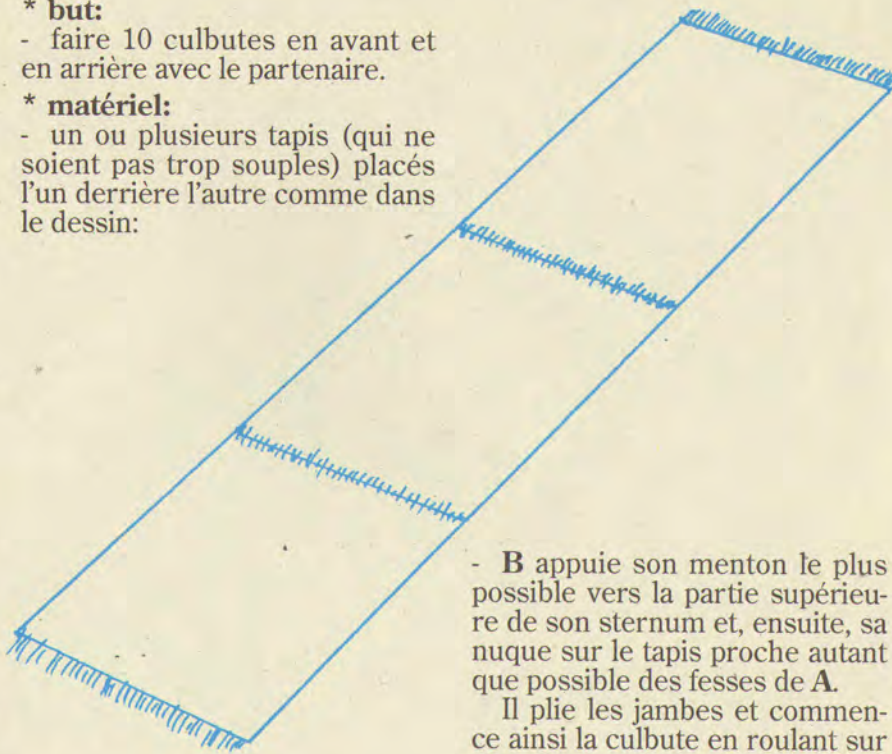 * but:
- faire 10 culbutes en avant et
en arrière avec le partenaire.
* matériel:
- un ou plusieurs tapis (qui ne
soient pas trop souples) placés
l'un derrière l'autre comme dans
le dessin:
- B appuie son menton le plus
possible vers la partie supérieu-
re de son sternum et, ensuite, sa
nuque sur le tapis proche autant
que possible des fesses de A.
Il plie les jambes et commen-
ce ainsi la culbute en roulant sur